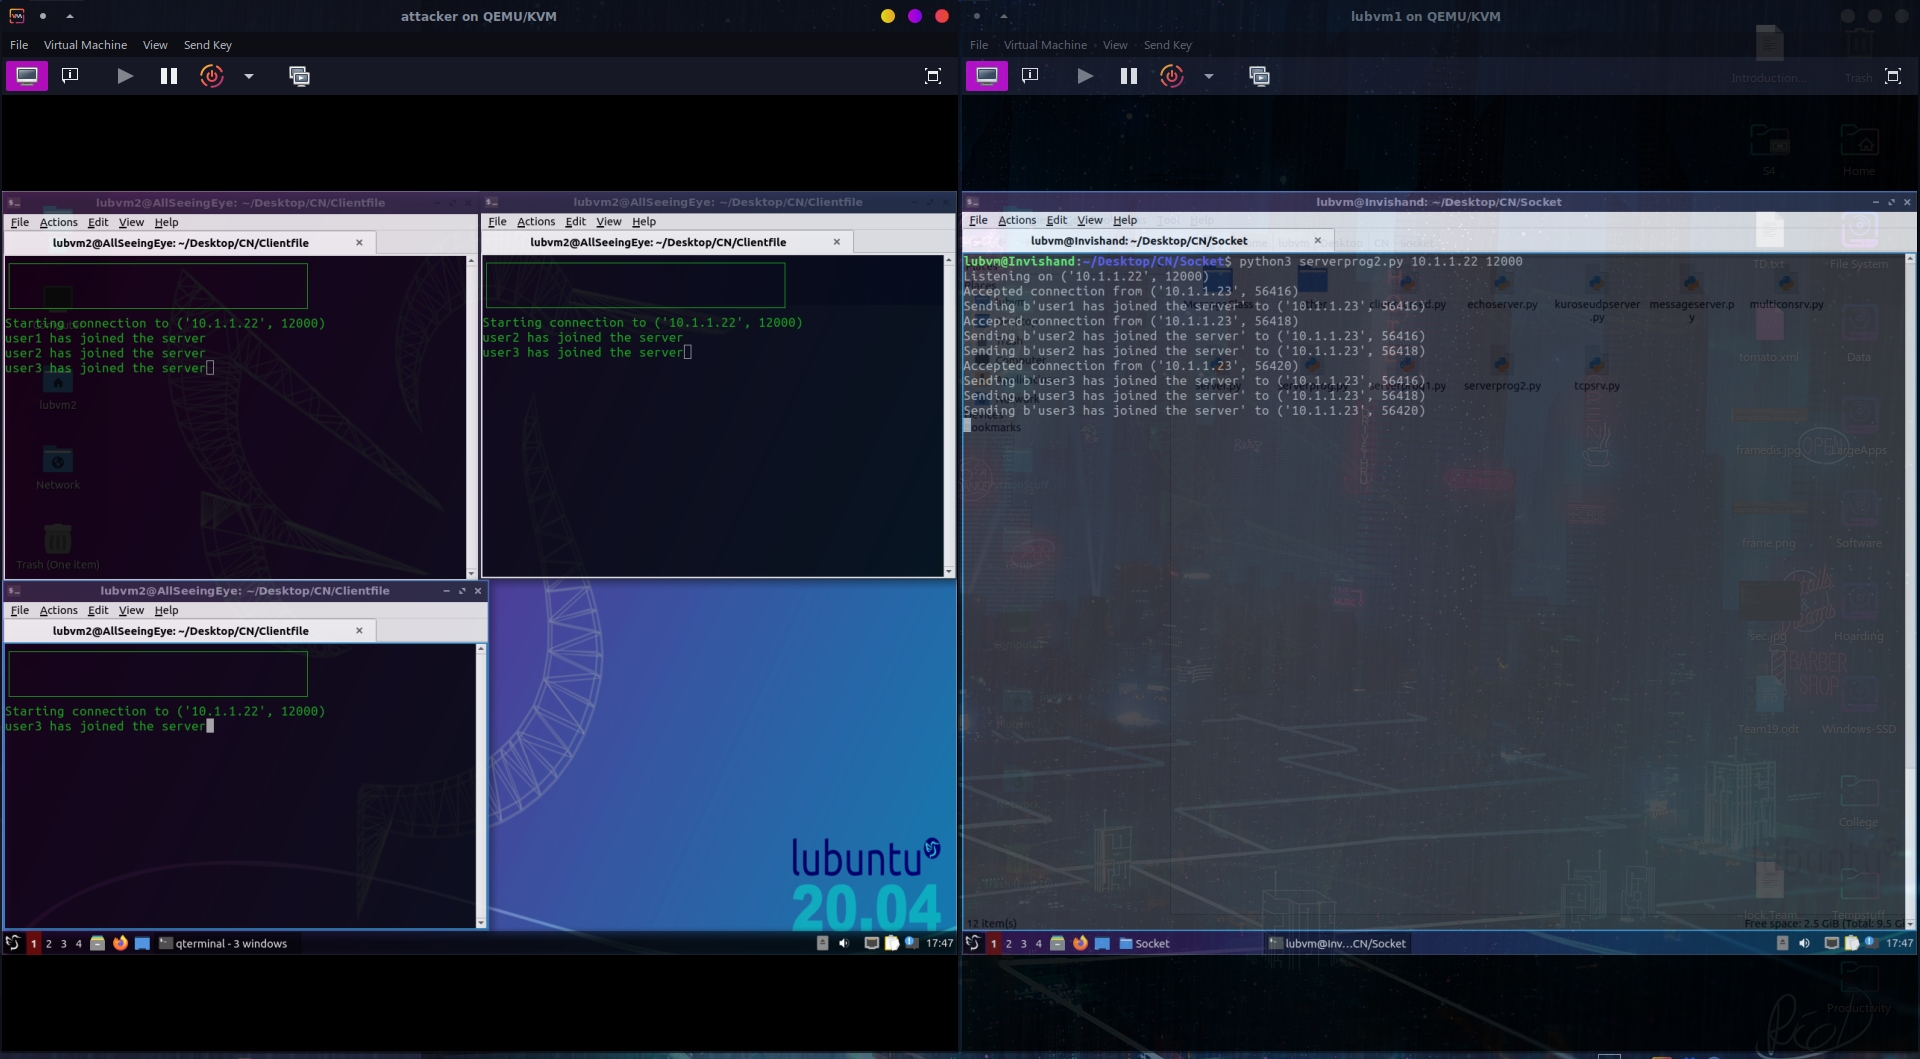 attacker on QEMU/KVM
File Virtual Machine View Send Key
lubvm2@AllSeeingEye: ~/Desktop/CN/Clientfile
File Actions Edit View Help
lubvm2@AllSeeingEye: ~/Desktop/CN/Clientfile
Starting connection to ('10.1.1.22', 12000)
user1 has joined the server
user2 has joined the server
user3 has joined the server
lubvm2
Network
Trash (One item)
lubvm2@AllSeeingEye: ~/Desktop/CN/Clientfile
File Actions Edit View Help
lubvm2@AllSeeingEye: ~/Desktop/CN/Clientfile
Starting connection to ('10.1.1.22', 12000)
user2 has joined the server
user3 has joined the server
lubvm2@AllSeeingEye: ~/Desktop/CN/Clientfile
File Actions Edit View Help
lubvm2@AllSeeingEye: ~/Desktop/CN/Clientfile
Starting connection to ('10.1.1.22', 12000)
user3 has joined the server
lubuntu
20.04
1 2 3 4 qterminal - 3 windows 17:47
lubvm1 on QEMU/KVM
File Virtual Machine View Send Key
Introduction... Trash
S4 Home
lubvm@Invishand: ~/Desktop/CN/Socket
File Actions Edit View Help
lubvm@Invishand: ~/Desktop/CN/Socket
lubvm@Invishand:~/Desktop/CN/Socket$ python3 serverprog2.py 10.1.1.22 12000
Listening on ('10.1.1.22', 12000)
Accepted connection from ('10.1.1.23', 56416)
Sending b'user1 has joined the server' to ('10.1.1.23', 56416)
Accepted connection from ('10.1.1.23', 56418)
Sending b'user2 has joined the server' to ('10.1.1.23', 56416)
Sending b'user2 has joined the server' to ('10.1.1.23', 56418)
Accepted connection from ('10.1.1.23', 56420)
Sending b'user3 has joined the server' to ('10.1.1.23', 56416)
Sending b'user3 has joined the server' to ('10.1.1.23', 56418)
Sending b'user3 has joined the server' to ('10.1.1.23', 56420)
ookmarks
echoserver.py
kuroseudpserver
.py
messageserver.p
y
multiconsrv.py
serverprog2.py
tcpsrv.py
TD.txt File System
tomato.xml Data
framedis.jpg OPEN LargeApps
frame.png Software
sec.jpg Hoarding
BARBER
SHOP
Team19.odt Windows-SSD
College
lock Team... Tempstuff
Productivity
12 item(s) Free space: 2.5 GiB (Total: 9.5 Gi
1 2 3 4 Socket lubvm@Inv...CN/Socket 17:47